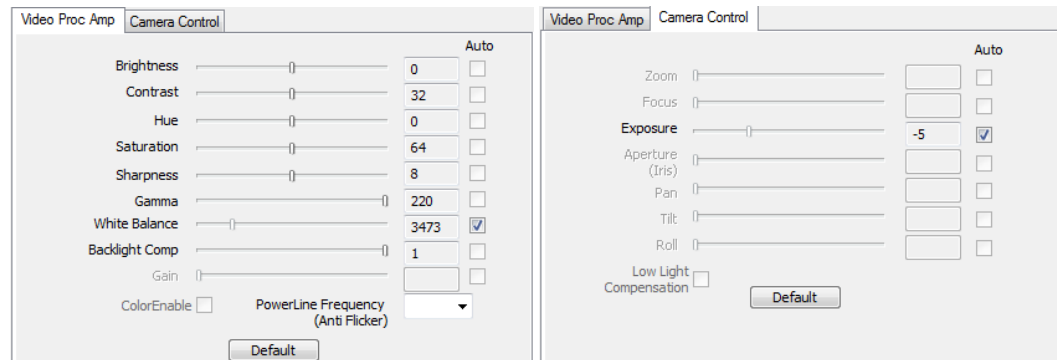 Video Proc Amp Camera Control
Auto
Brightness 0
Contrast 32
Hue 0
Saturation 64
Sharpness 8
Gamma 220
White Balance 3473
Backlight Comp 1
Gain
ColorEnable PowerLine Frequency
(Anti Flicker)
Default
Video Proc Amp Camera Control
Auto
Zoom
Focus
Exposure -5
Aperture
(Iris)
Pan
Tilt
Roll
Low Light
Compensation
Default